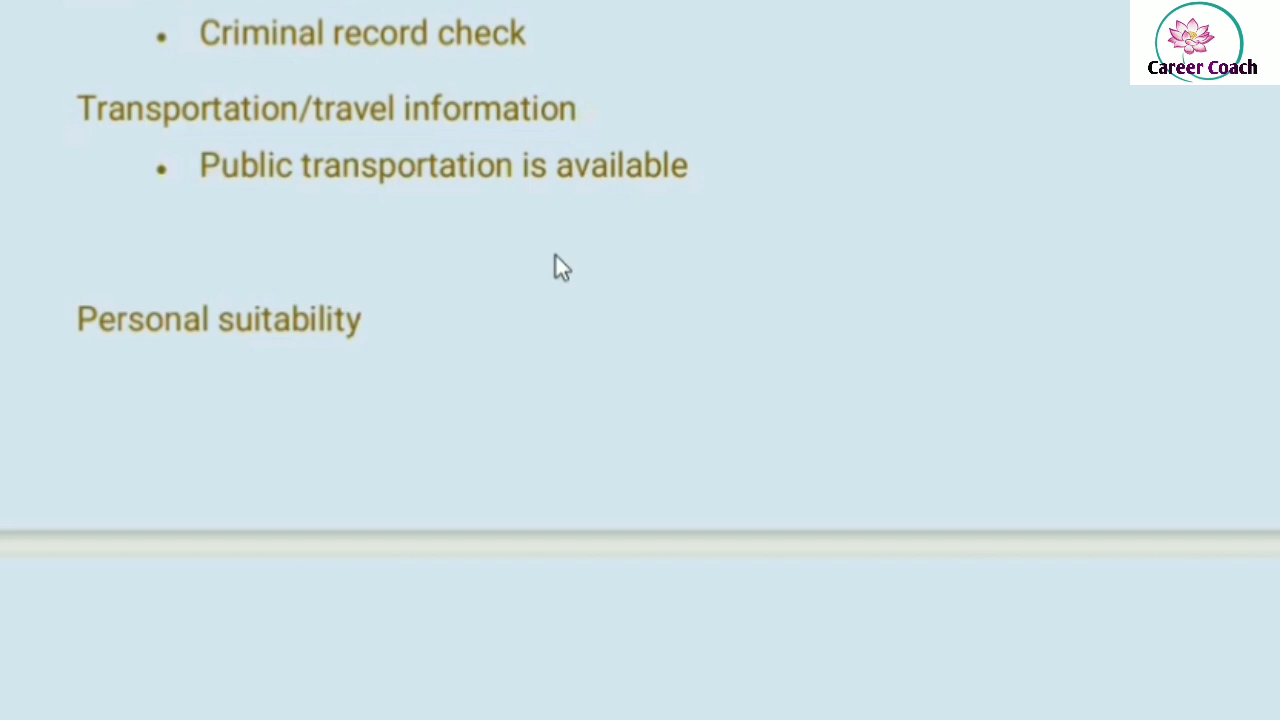 Career Coach
• Criminal record check
Transportation/travel information
• Public transportation is available
Personal suitability